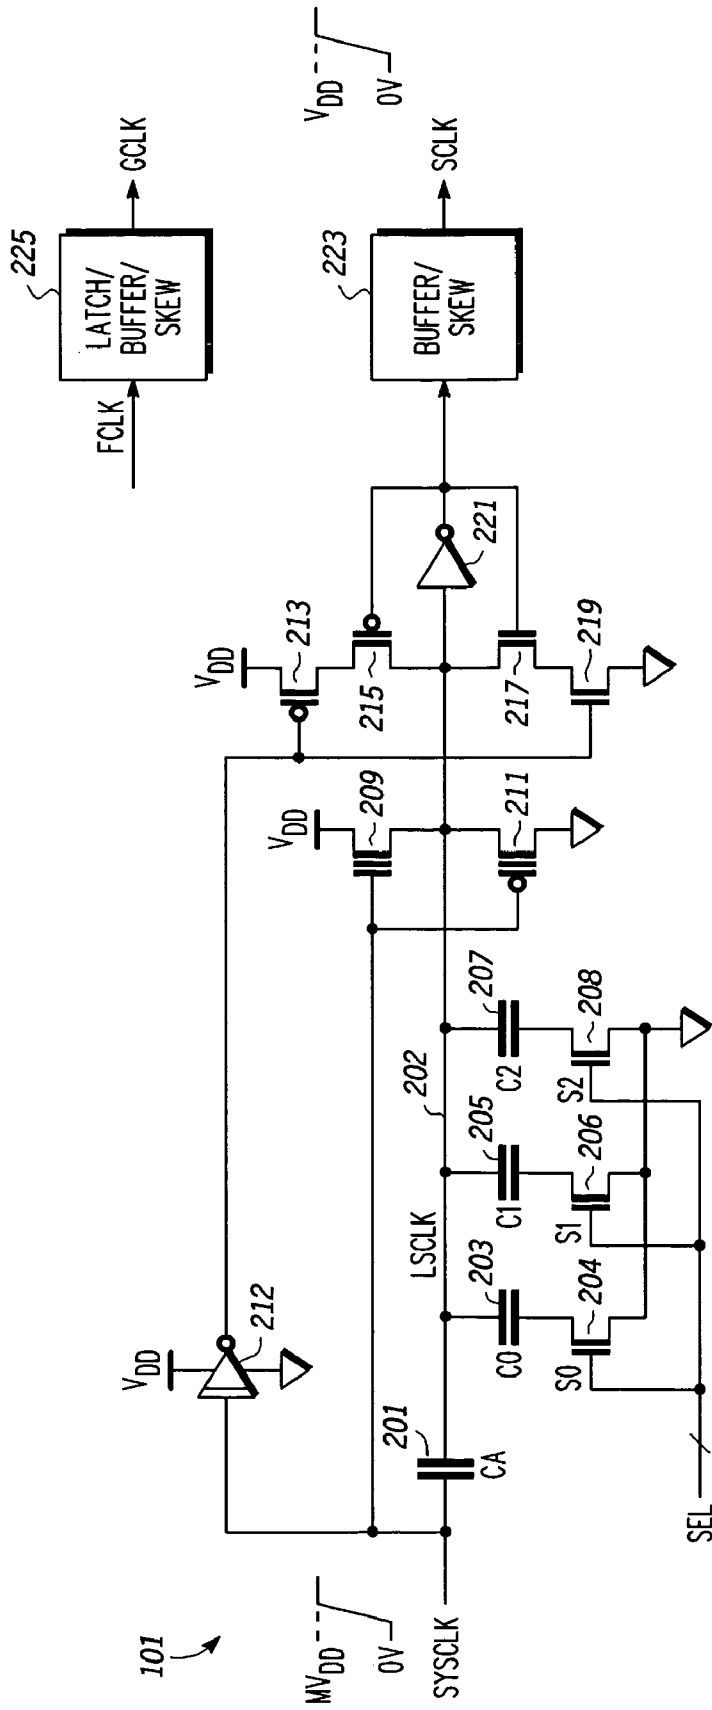 101
MVDD
0V
SYSCLK
SEL
201
CA
VDD
212
LSCLK
202
203
C0
S0
204
205
C1
S1
206
207
C2
S2
208
VDD
209
211
VDD
213
215
217
219
221
FCLK
225
LATCH/
BUFFER/
SKEW
GCLK
223
BUFFER/
SKEW
SCLK
VDD
0V